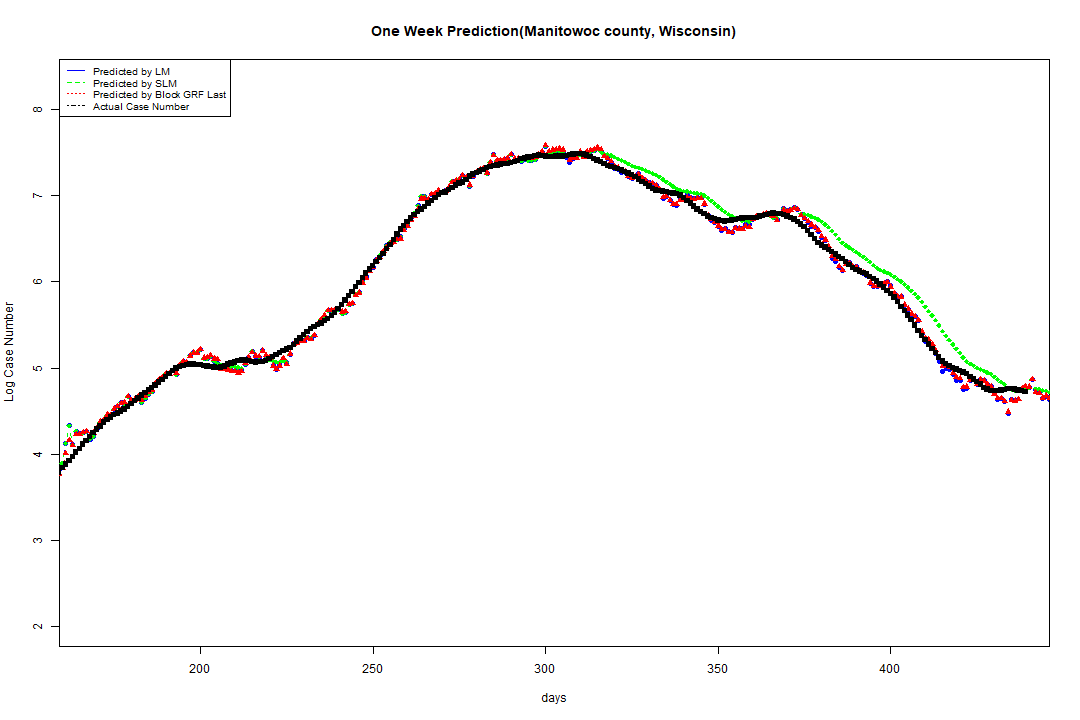 One Week Prediction(Manitowoc county, Wisconsin)
Predicted by LM
Predicted by SLM
Predicted by Block GRF Last
Actual Case Number
8
7
6
5
4
3
2
Log Case Number
200 250 300 350 400
days